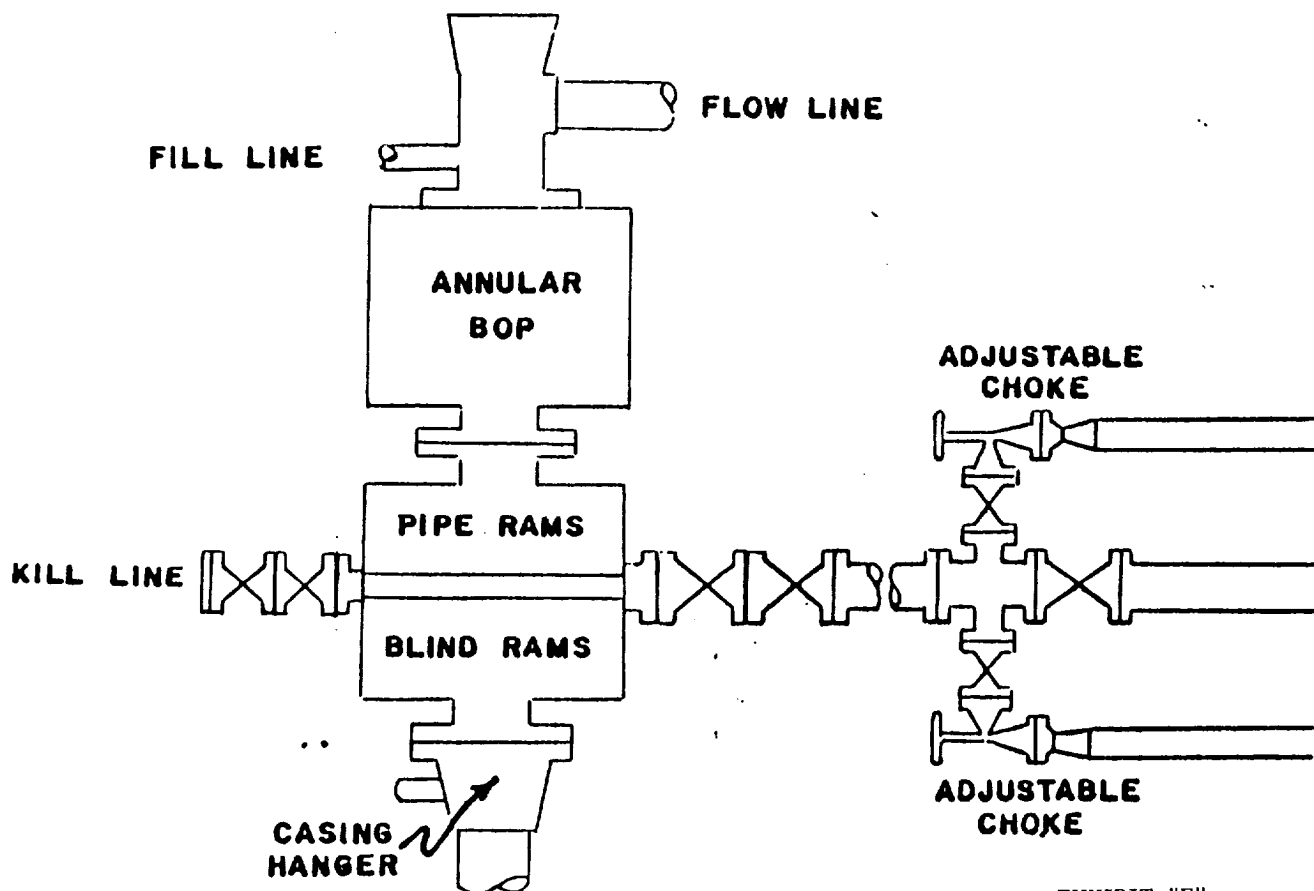 FLOW LINE
FILL LINE
ANNULAR
BOP
ADJUSTABLE
CHOKE
PIPE RAMS
KILL LINE
BLIND RAMS
ADJUSTABLE
CHOKE
CASING
HANGER